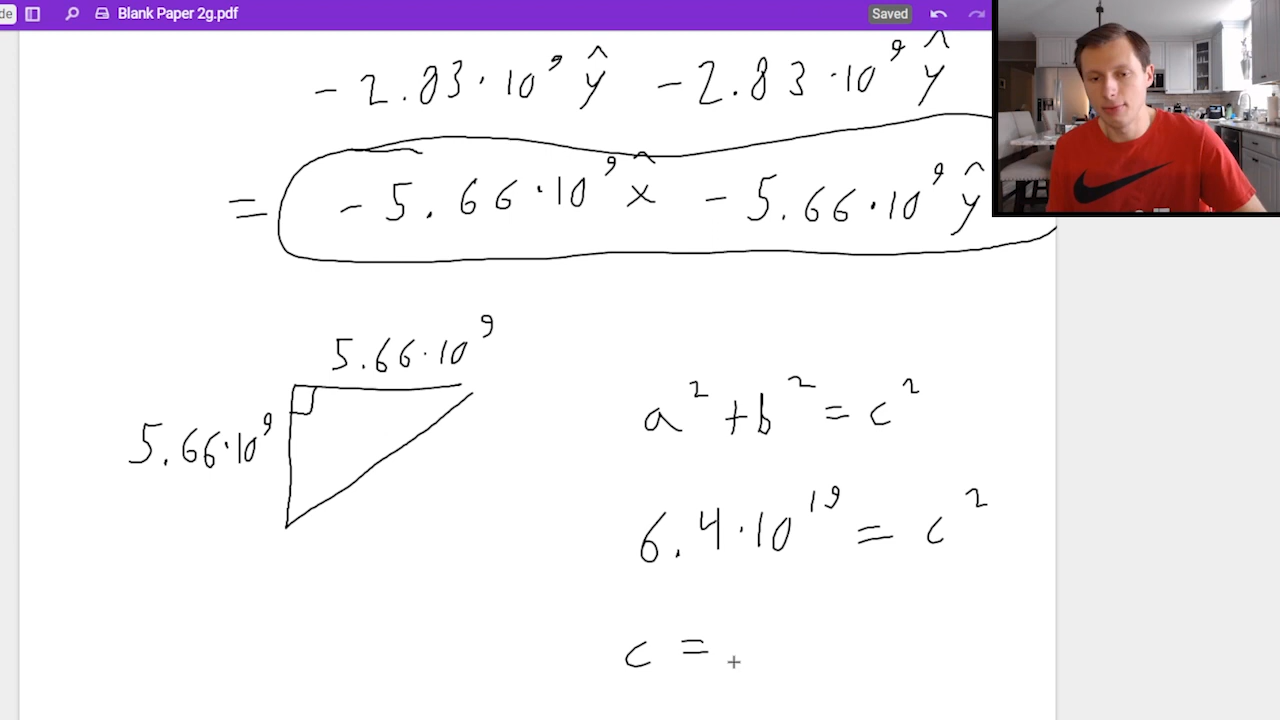 de
Blank Paper 2g.pdf
Saved
- 2.83·10⁹ ŷ - 2.83·10⁹ ŷ
= - 5.66·10⁹ x̂ - 5.66·10⁹ ŷ
5.66·10⁹
5.66·10⁹
a² + b² = c²
6.4·10¹⁹ = c²
c =